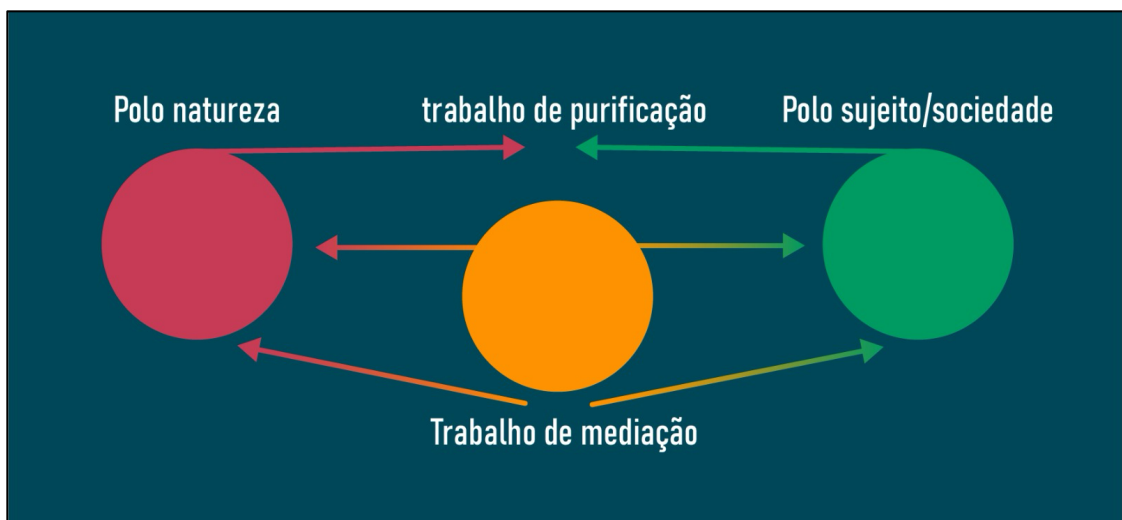 Polo natureza
trabalho de purificação
Polo sujeito/sociedade
Trabalho de mediação